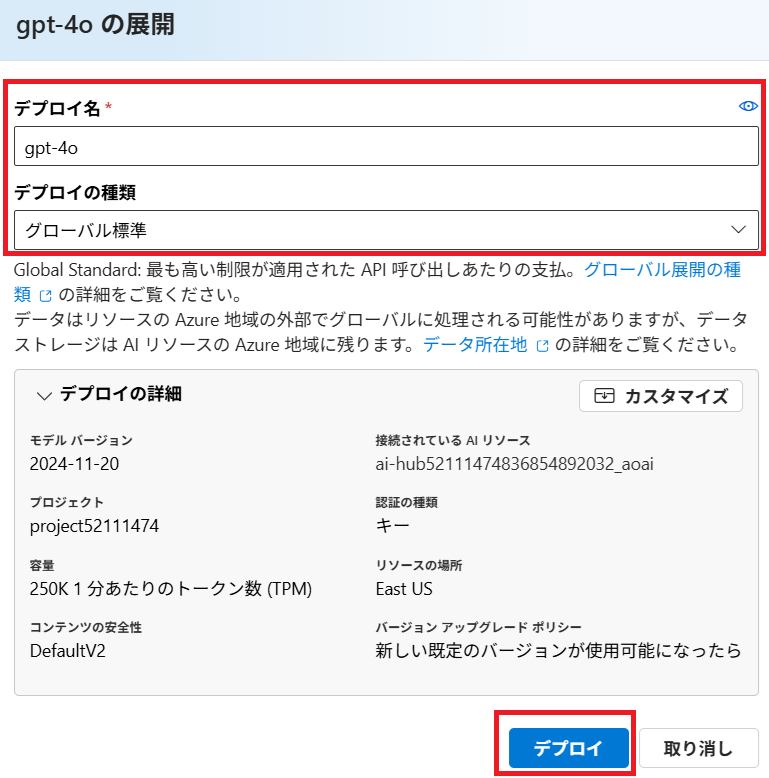 gpt-4o の展開
デプロイ名 *
gpt-4o
デプロイの種類
グローバル標準
Global Standard: 最も高い制限が適用された API 呼び出しあたりの支払。グローバル展開の種
類 の詳細をご覧ください。
データはリソースの Azure 地域の外部でグローバルに処理される可能性がありますが、データ
ストレージは AI リソースの Azure 地域に残ります。データ所在地 の詳細をご覧ください。
デプロイの詳細
カスタマイズ
モデル バージョン
2024-11-20
接続されている AI リソース
ai-hub52111474836854892032_aoai
プロジェクト
project52111474
認証の種類
キー
容量
250K 1 分あたりのトークン数 (TPM)
リソースの場所
East US
コンテンツの安全性
DefaultV2
バージョン アップグレード ポリシー
新しい既定のバージョンが使用可能になったら
デプロイ
取り消し